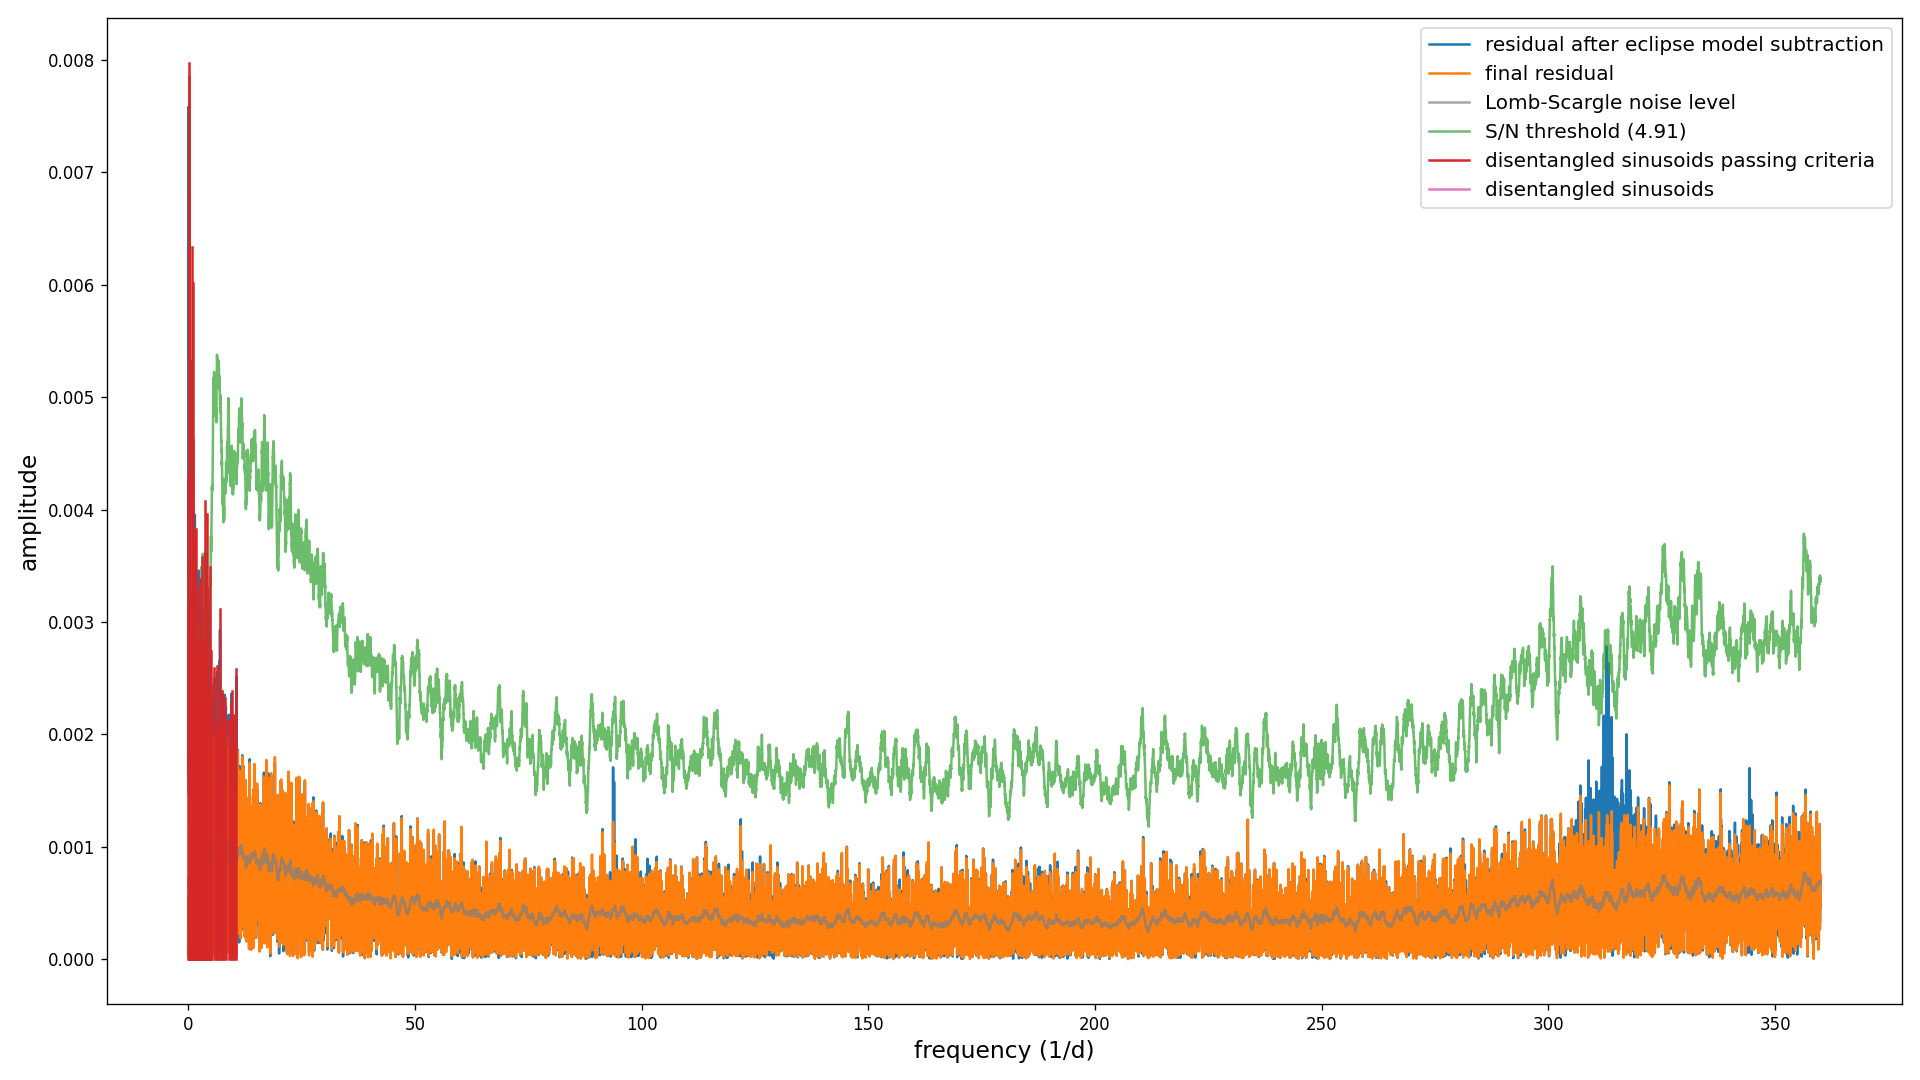 residual after eclipse model subtraction
final residual
Lomb-Scargle noise level
S/N threshold (4.91)
disentangled sinusoids passing criteria
disentangled sinusoids
0.008
0.007
0.006
0.005
0.004
0.003
0.002
0.001
0.000
amplitude
0 50 100 150 200 250 300 350
frequency (1/d)